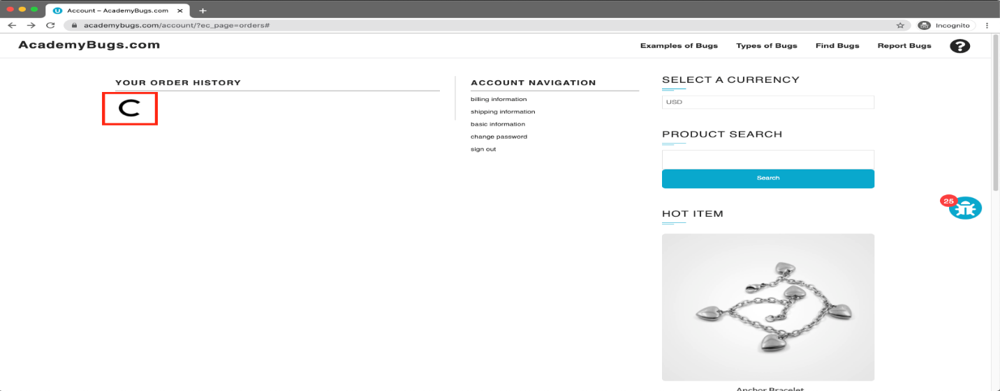 Account – AcademyBugs.com
academybugs.com/account/?ec_page=orders#
Incognito
AcademyBugs.com
Examples of Bugs
Types of Bugs
Find Bugs
Report Bugs
?
YOUR ORDER HISTORY
ACCOUNT NAVIGATION
billing information
shipping information
basic information
change password
sign out
SELECT A CURRENCY
USD
PRODUCT SEARCH
Search
25
HOT ITEM
Anchor Bracelet